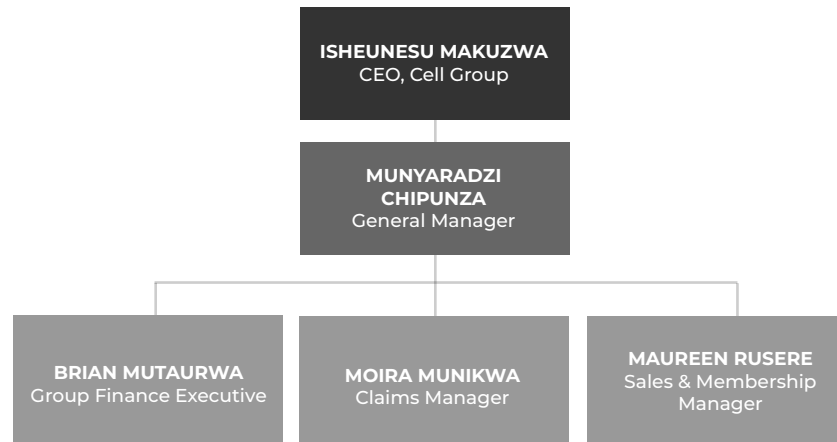 ISHEUNESU MAKUZWA
CEO, Cell Group
MUNYARADZI
CHIPUNZA
General Manager
BRIAN MUTAURWA
Group Finance Executive
MOIRA MUNIKWA
Claims Manager
MAUREEN RUSERE
Sales & Membership
Manager